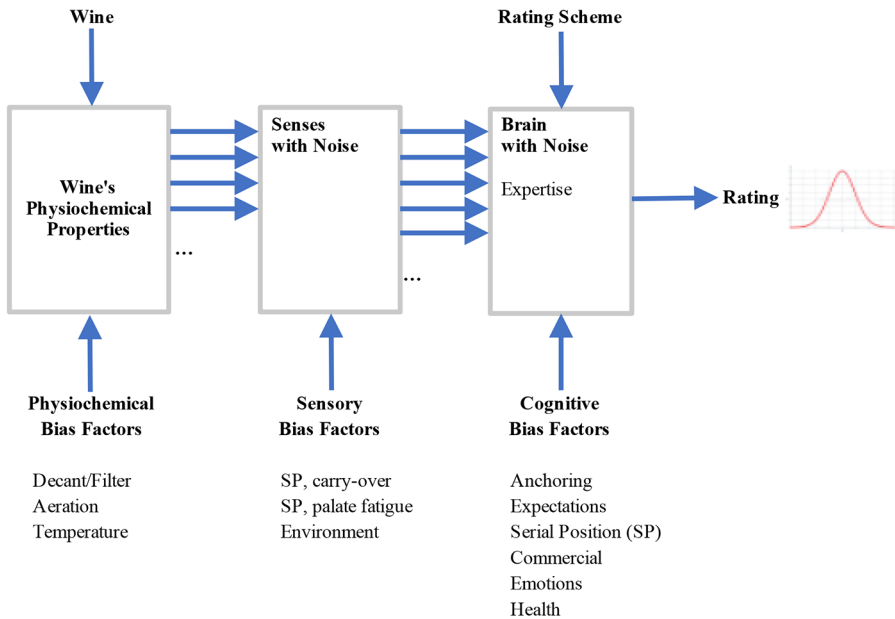 Wine
Rating Scheme
Wine's
Physiochemical
Properties
...
Senses
with Noise
...
Brain
with Noise
Expertise
Rating
Physiochemical
Bias Factors
Decant/Filter
Aeration
Temperature
Sensory
Bias Factors
SP, carry-over
SP, palate fatigue
Environment
Cognitive
Bias Factors
Anchoring
Expectations
Serial Position (SP)
Commercial
Emotions
Health